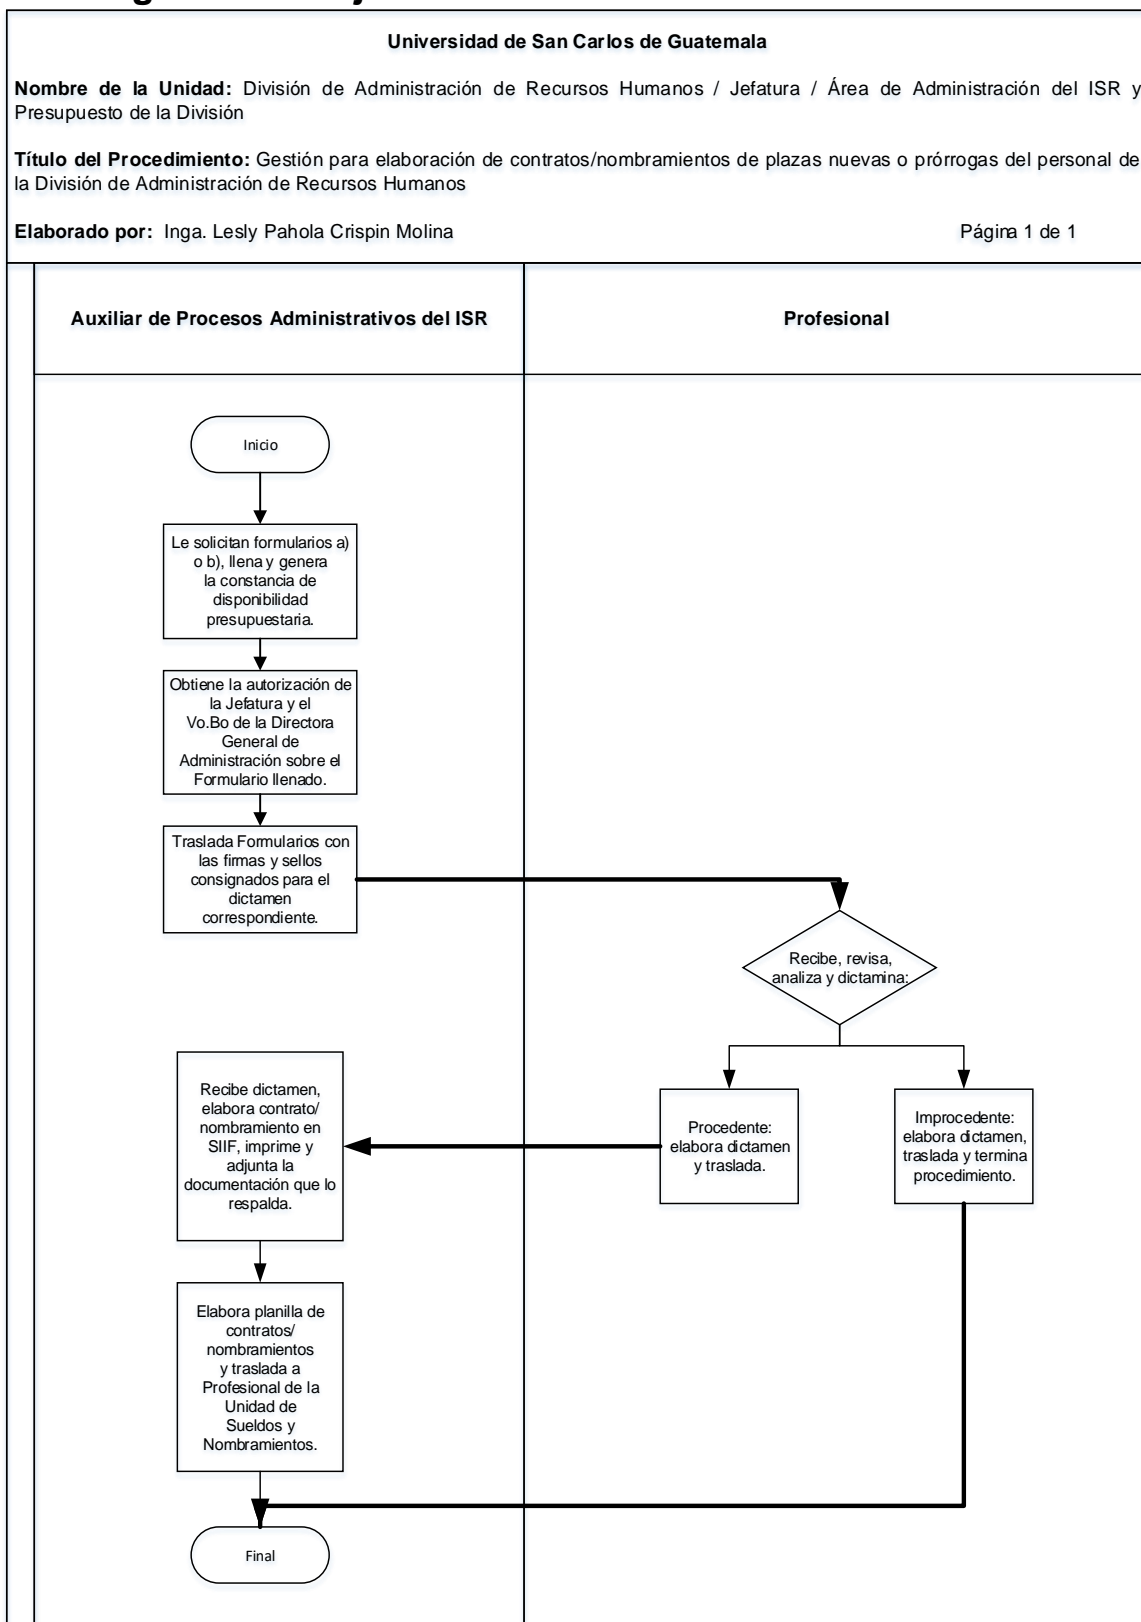 Universidad de San Carlos de Guatemala
Nombre de la Unidad: División de Administración de Recursos Humanos / Jefatura / Área de Administración del ISR y
Presupuesto de la División
Título del Procedimiento: Gestión para elaboración de contratos/nombramientos de plazas nuevas o prórrogas del personal de
la División de Administración de Recursos Humanos
Elaborado por: Inga. Lesly Pahola Crispin Molina Página 1 de 1
Auxiliar de Procesos Administrativos del ISR
Profesional
Inicio
Le solicitan formularios a)
o b), llena y genera
la constancia de
disponibilidad
presupuestaria.
Obtiene la autorización de
la Jefatura y el
Vo.Bo de la Directora
General de
Administración sobre el
Formulario llenado.
Traslada Formularios con
las firmas y sellos
consignados para el
dictamen
correspondiente.
Recibe, revisa,
analiza y dictamina:
Procedente:
elabora dictamen
y traslada.
Improcedente:
elabora dictamen,
traslada y termina
procedimiento.
Recibe dictamen,
elabora contrato/
nombramiento en
SIIF, imprime y
adjunta la
documentación que lo
respalda.
Elabora planilla de
contratos/
nombramientos
y traslada a
Profesional de la
Unidad de
Sueldos y
Nombramientos.
Final